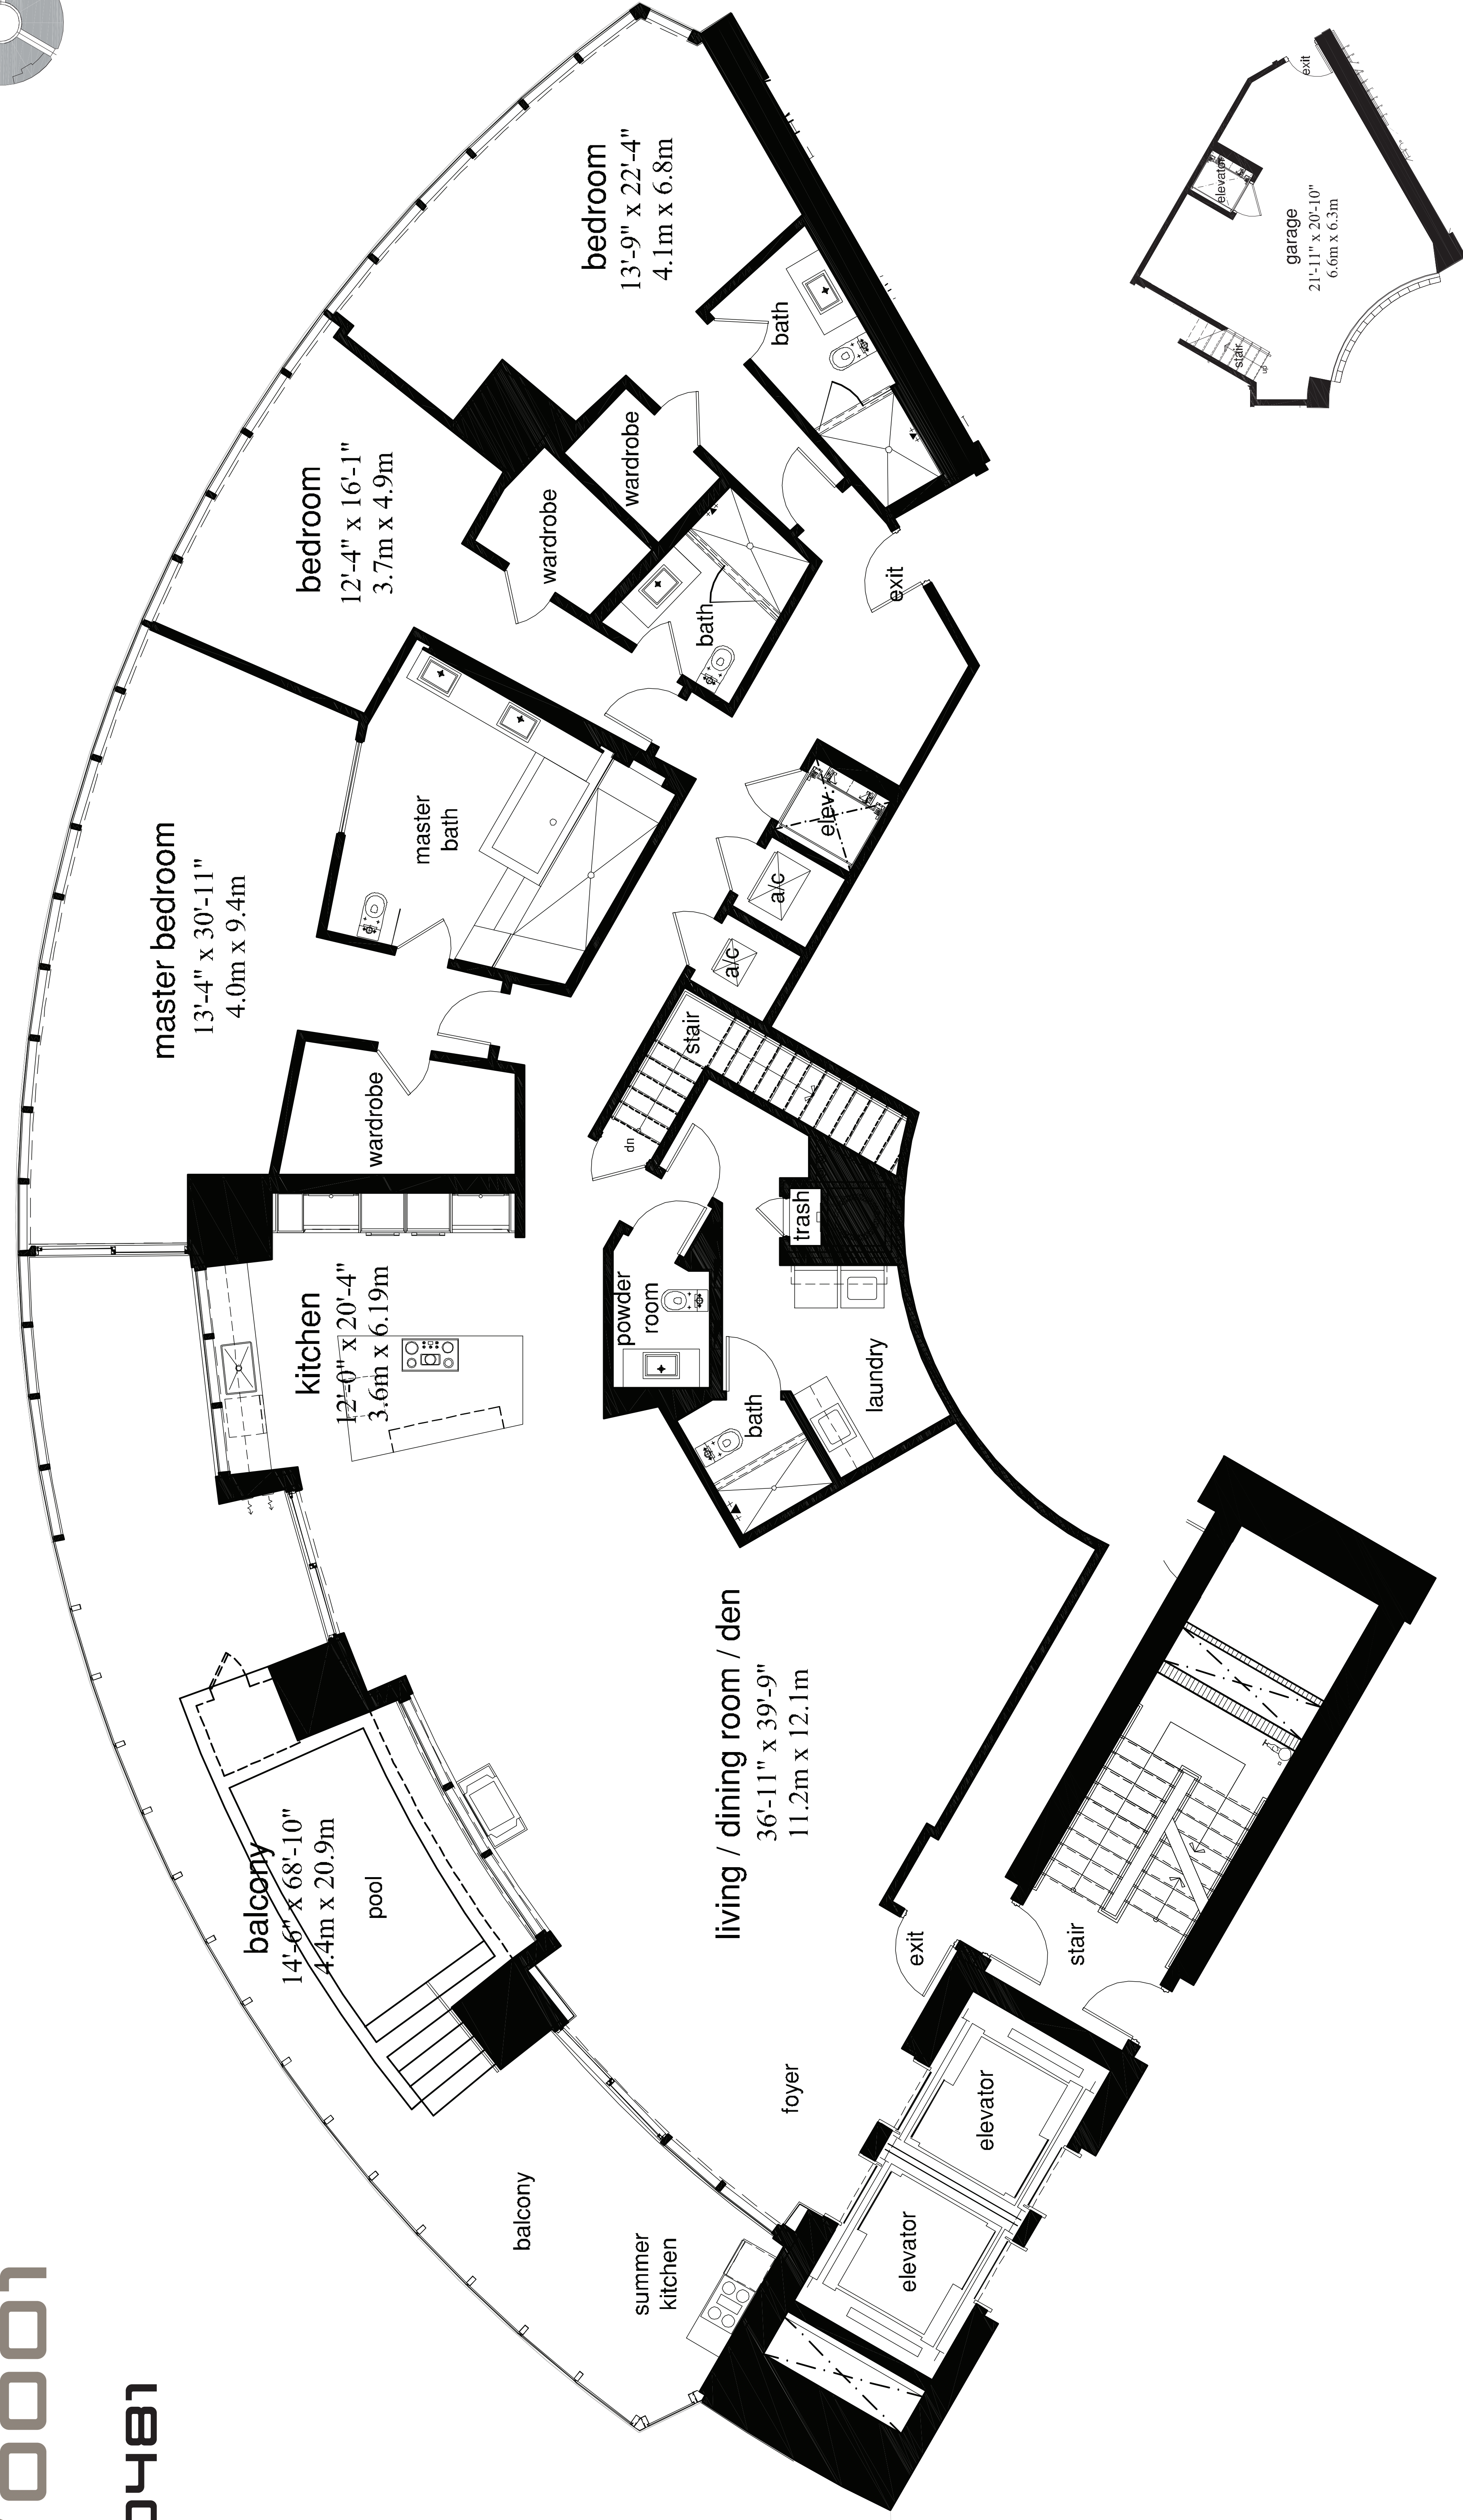 bedroom
13'-9" x 22'-4"
4.1m x 6.8m
bath
wardrobe
bedroom
12'-4" x 16'-1"
3.7m x 4.9m
wardrobe
bath
exit
master bedroom
13'-4" x 30'-11"
4.0m x 9.4m
master
bath
wardrobe
elev.
a/c
a/c
stair
dn
kitchen
12'-0" x 20'-4"
3.6m x 6.19m
powder
room
trash
laundry
bath
living / dining room / den
36'-11" x 39'-9"
11.2m x 12.1m
balcony
14'-6" x 68'-10"
4.4m x 20.9m
pool
exit
stair
foyer
elevator
elevator
balcony
summer
kitchen
exit
elevator
garage
21'-11" x 20'-10"
6.6m x 6.3m
stair
up
001
0481